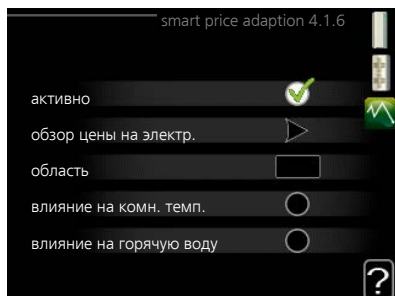 smart price adaption 4.1.6
активно
обзор цены на электр.
область
влияние на комн. темп.
влияние на горячую воду
?